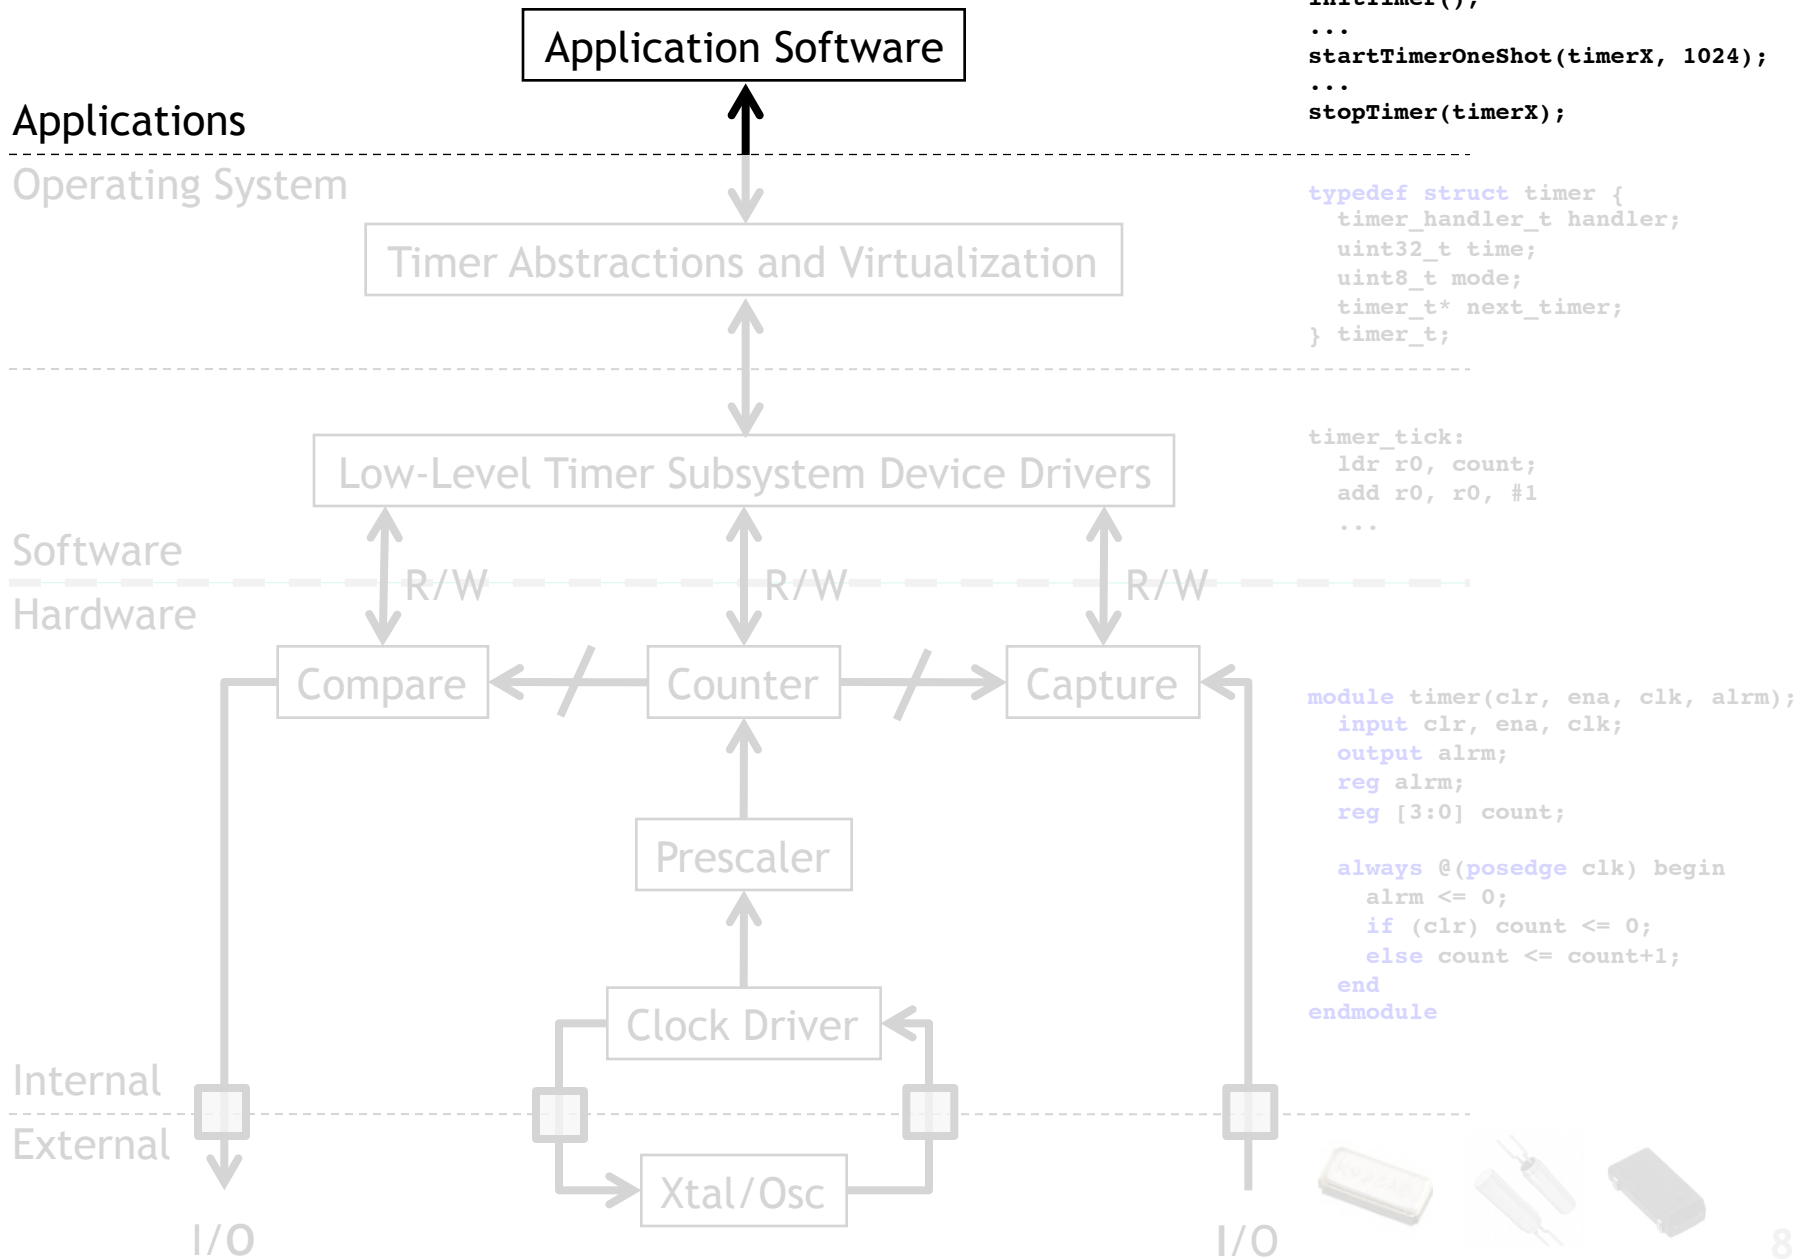 initTimer();
...
startTimerOneShot(timerX, 1024);
...
stopTimer(timerX);
Application Software
Applications
Operating System
Timer Abstractions and Virtualization
typedef struct timer {
timer_handler_t handler;
uint32_t time;
uint8_t mode;
timer_t* next_timer;
} timer_t;
Low-Level Timer Subsystem Device Drivers
timer_tick:
ldr r0, count;
add r0, r0, #1
...
Software
R/W R/W R/W
Hardware
Compare Counter Capture
module timer(clr, ena, clk, alrm);
input clr, ena, clk;
output alrm;
reg alrm;
reg [3:0] count;
always @(posedge clk) begin
alrm <= 0;
if (clr) count <= 0;
else count <= count+1;
end
endmodule
Prescaler
Clock Driver
Internal
External
Xtal/Osc
I/O I/O
8